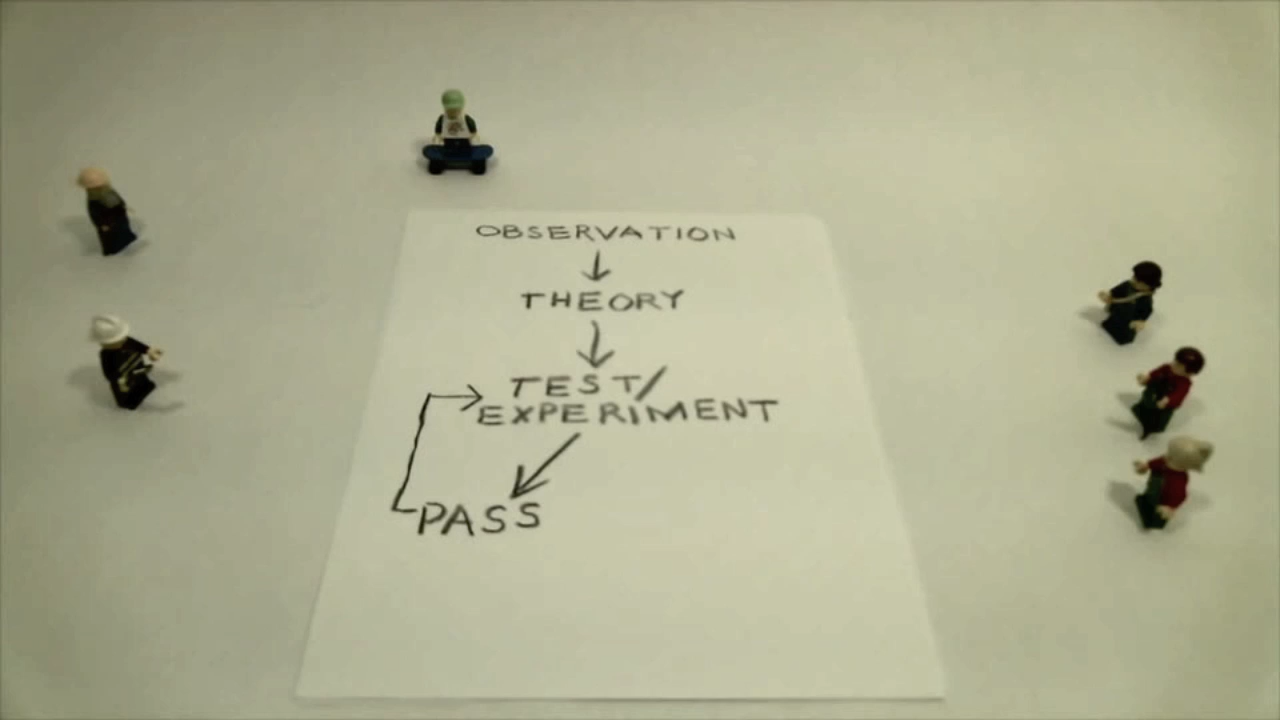 OBSERVATION
THEORY
TEST/
EXPERIMENT
PASS